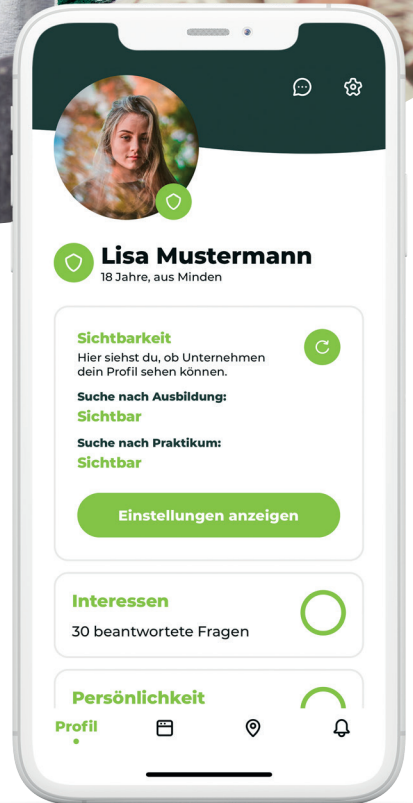 Lisa Mustermann
18 Jahre, aus Minden
Sichtbarkeit
Hier siehst du, ob Unternehmen
dein Profil sehen können.
Suche nach Ausbildung:
Sichtbar
Suche nach Praktikum:
Sichtbar
Einstellungen anzeigen
Interessen
30 beantwortete Fragen
Persönlichkeit
Profil